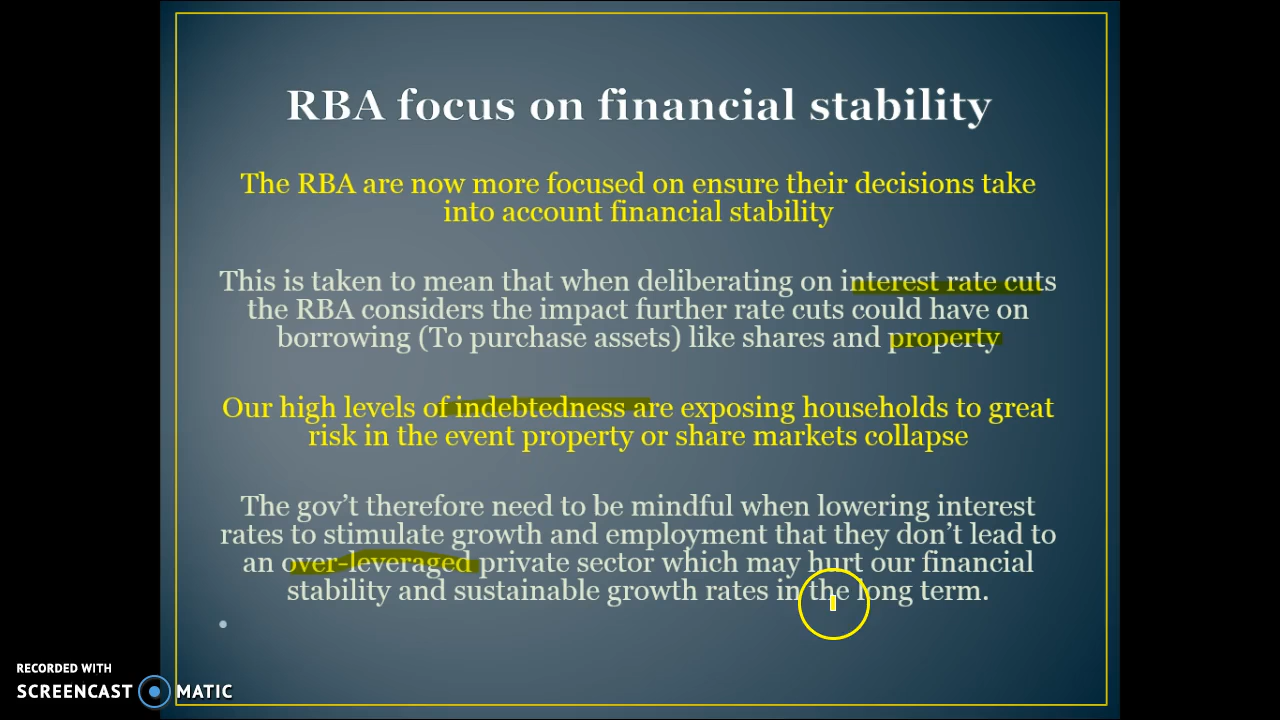 RBA focus on financial stability
The RBA are now more focused on ensure their decisions take
into account financial stability
This is taken to mean that when deliberating on interest rate cuts
the RBA considers the impact further rate cuts could have on
borrowing (To purchase assets) like shares and property
Our high levels of indebtedness are exposing households to great
risk in the event property or share markets collapse
The gov’t therefore need to be mindful when lowering interest
rates to stimulate growth and employment that they don’t lead to
an over-leveraged private sector which may hurt our financial
stability and sustainable growth rates in the long term.
RECORDED WITH
SCREENCAST MATIC